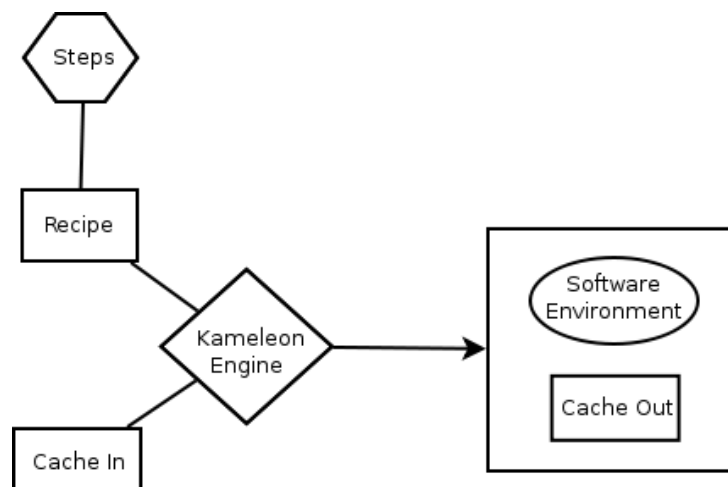 Steps
Recipe
Kameleon
Engine
Cache In
Software
Environment
Cache Out